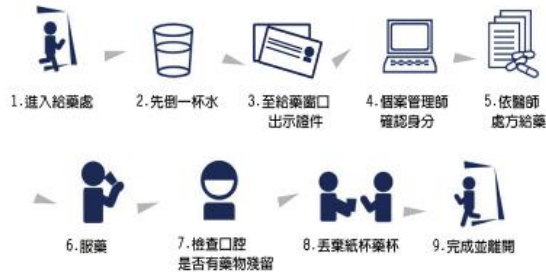 1.進入給藥處
2.先倒一杯水
3.至給藥窗口
出示證件
4.個案管理師
確認身分
5.依醫師
處方給藥
6.服藥
7.檢查口腔
是否有藥物殘留
8.丟棄紙杯藥杯
9.完成並離開